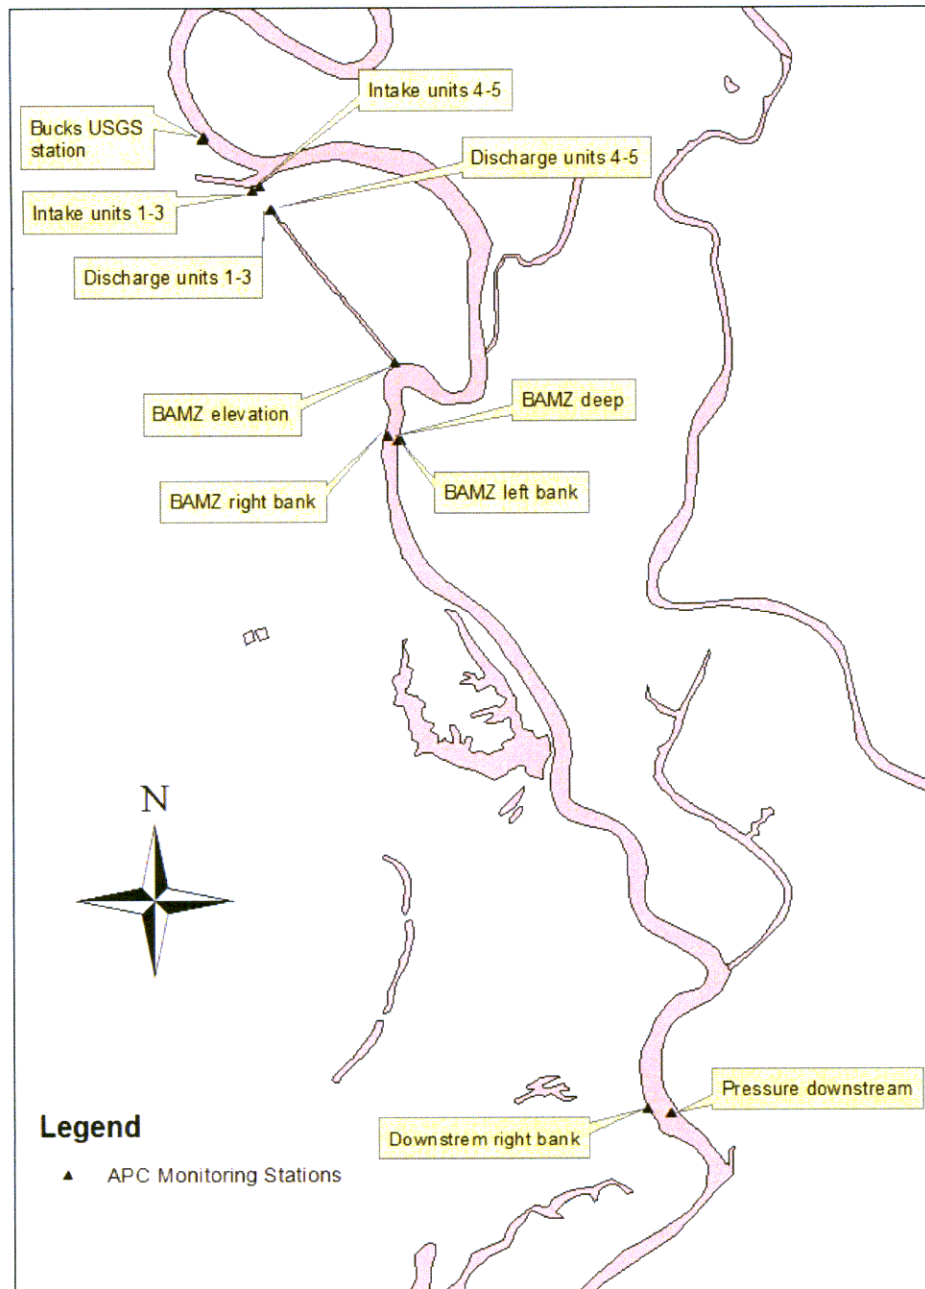 Intake units 4-5
Bucks USGS
station
Discharge units 4-5
Intake units 1-3
Discharge units 1-3
BAMZ elevation
BAMZ deep
BAMZ right bank
BAMZ left bank
N
Pressure downstream
Downstrem right bank
Legend
APC Monitoring Stations